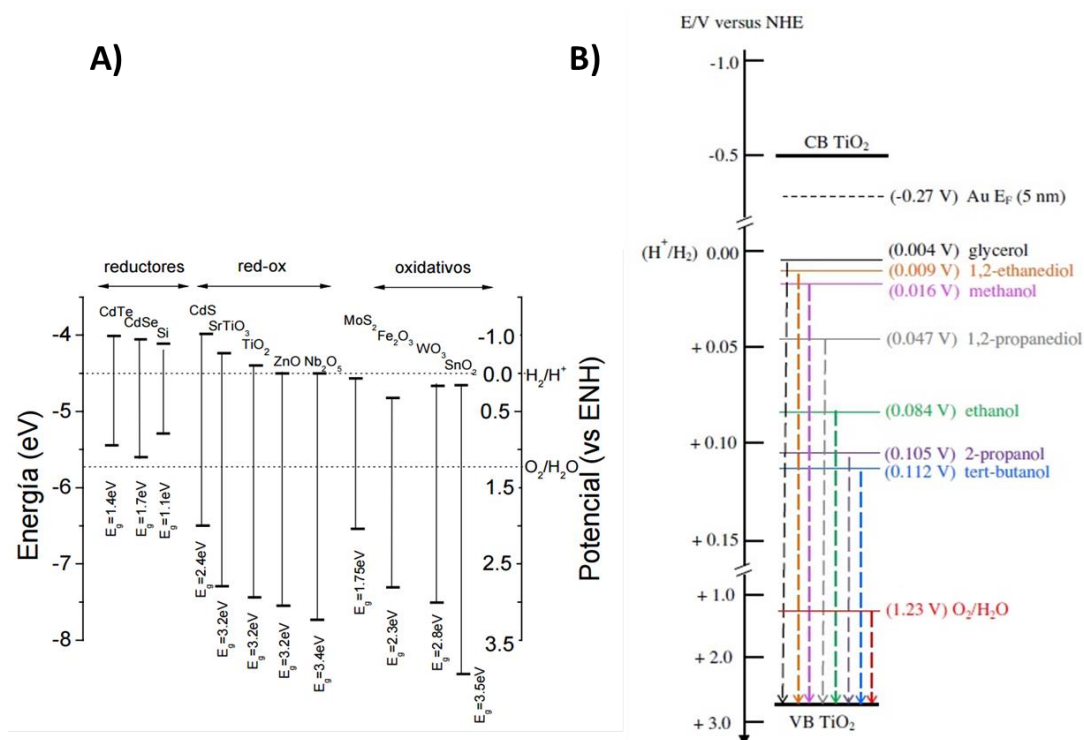 A)
reductores
red-ox
oxidativos
CdTe
CdSe
Si
CdS
SrTiO₃
TiO₂
ZnO
Nb₂O₅
MoS₂
Fe₂O₃
WO₃
SnO₂
Energía (eV)
-4
-5
-6
-7
-8
Eg=1.4eV
Eg=1.7eV
Eg=1.1eV
Eg=2.4eV
Eg=3.2eV
Eg=3.2eV
Eg=3.2eV
Eg=3.4eV
Eg=1.75eV
Eg=2.3eV
Eg=2.8eV
Eg=3.5eV
-1.0
0.0
H₂/H⁺
0.5
O₂/H₂O
1.5
2.5
3.5
Potencial (vs ENH)
B)
E/V versus NHE
-1.0
CB TiO₂
-0.5
(-0.27 V) Au E_F (5 nm)
(H⁺/H₂) 0.00
(0.004 V) glycerol
(0.009 V) 1,2-ethanediol
(0.016 V) methanol
+ 0.05
(0.047 V) 1,2-propanediol
(0.084 V) ethanol
+ 0.10
(0.105 V) 2-propanol
(0.112 V) tert-butanol
+ 0.15
+ 1.0
(1.23 V) O₂/H₂O
+ 2.0
VB TiO₂
+ 3.0